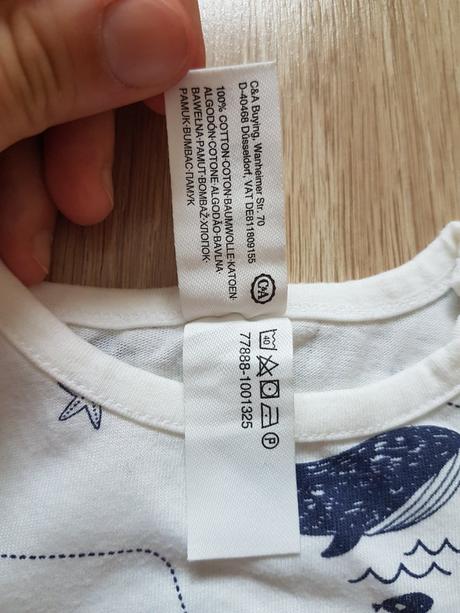 C&A Buying, Wanheimer Str. 70
D-40468 Düsseldorf, VAT DE811809155
100% COTTON·COTON·BAUMWOLLE·KATOEN·
ALGODÓN·COTONE·ALGODÃO·BAVLNA·
BAWEŁNA·PAMUT·BOMBAŽ·ХЛОПОК·
PAMUK·BUMBAC·ПАМУК
C&A
40
P
77888-1001325